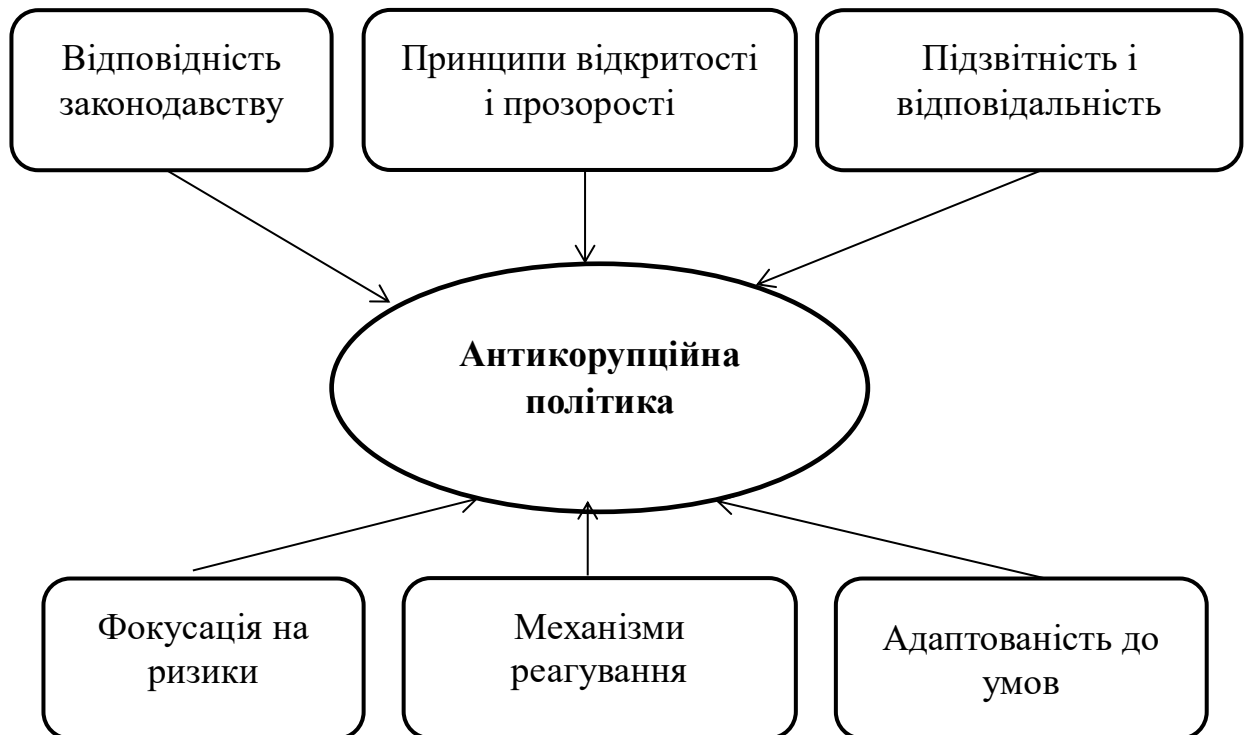 Відповідність
законодавству
Принципи відкритості
і прозорості
Підзвітність і
відповідальність
Антикорупційна
політика
Фокусація на
ризики
Механізми
реагування
Адаптованість до
умов